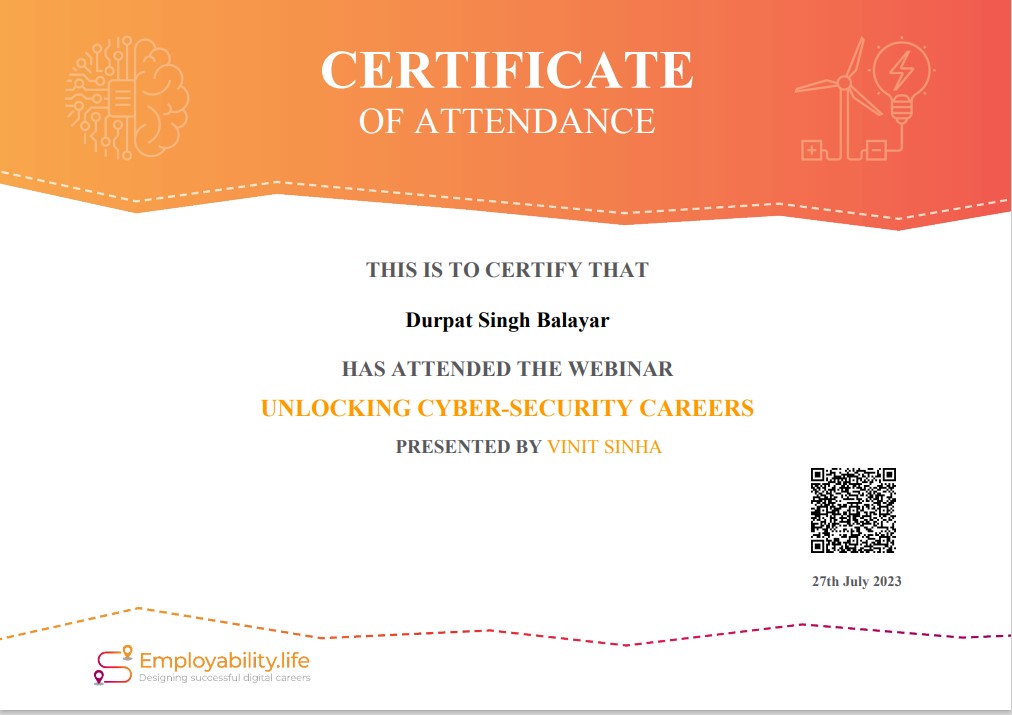 CERTIFICATE
OF ATTENDANCE
THIS IS TO CERTIFY THAT
Durpat Singh Balayar
HAS ATTENDED THE WEBINAR
UNLOCKING CYBER-SECURITY CAREERS
PRESENTED BY VINIT SINHA
27th July 2023
Employability.life
Designing successful digital careers